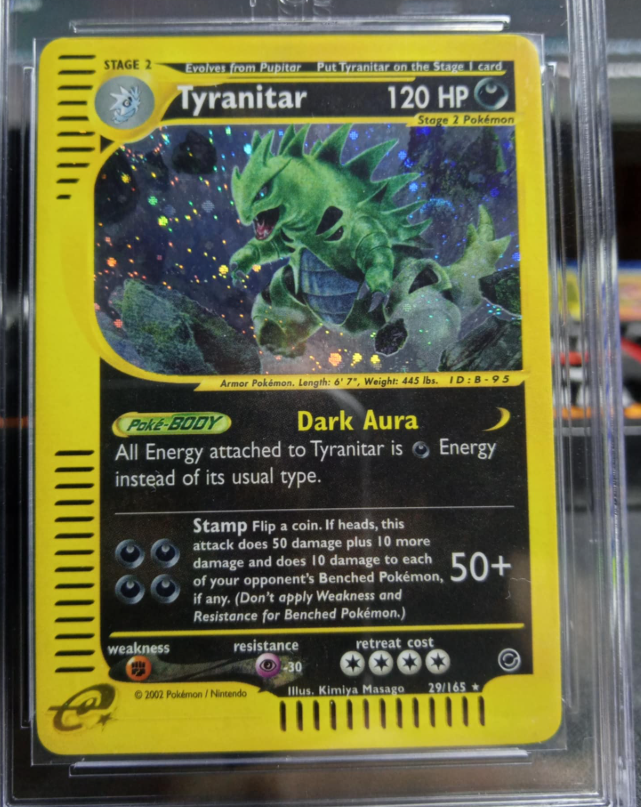 STAGE 2 Evolves from Pupitar Put Tyranitar on the Stage 1 card
Tyranitar 120 HP
Stage 2 Pokémon
Armor Pokémon. Length: 6' 7", Weight: 445 lbs. ID:B-95
Poké-BODY Dark Aura
All Energy attached to Tyranitar is Energy
instead of its usual type.
Stamp Flip a coin. If heads, this
attack does 50 damage plus 10 more
damage and does 10 damage to each
of your opponent's Benched Pokémon, 50+
if any. (Don't apply Weakness and
Resistance for Benched Pokémon.)
weakness resistance retreat cost
-30
e
© 2002 Pokémon / Nintendo Illus. Kimiya Masago 29/165 ★